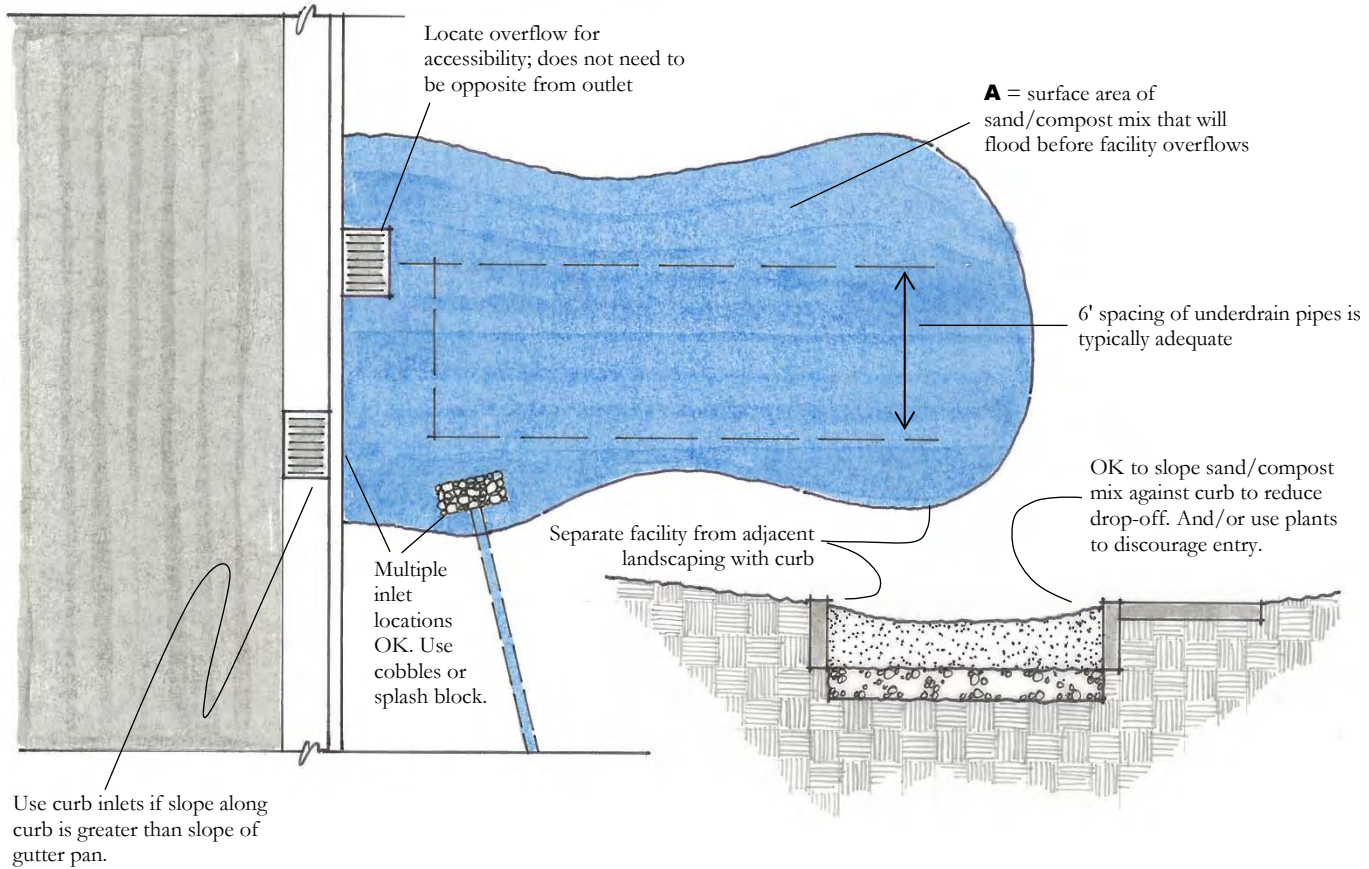 Locate overflow for
accessibility; does not need to
be opposite from outlet
A = surface area of
sand/compost mix that will
flood before facility overflows
6' spacing of underdrain pipes is
typically adequate
OK to slope sand/compost
mix against curb to reduce
drop-off. And/or use plants
to discourage entry.
Separate facility from adjacent
landscaping with curb
Multiple
inlet
locations
OK. Use
cobbles or
splash block.
Use curb inlets if slope along
curb is greater than slope of
gutter pan.